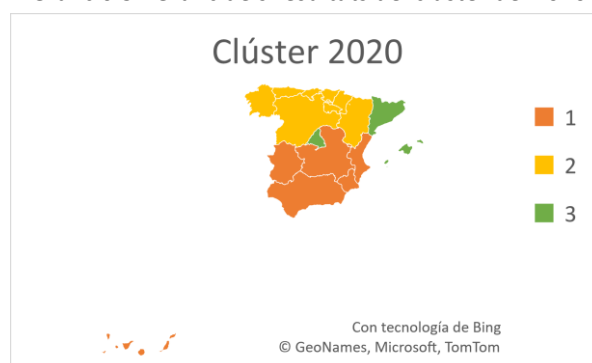 Clúster 2020
1
2
3
Con tecnología de Bing
© GeoNames, Microsoft, TomTom